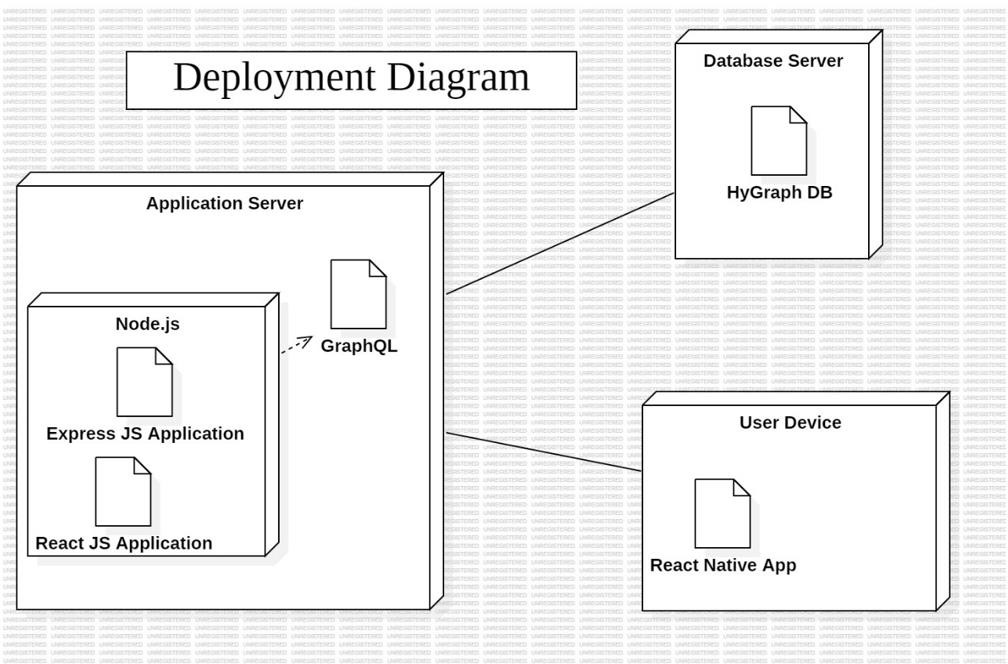 Deployment Diagram
Database Server
HyGraph DB
Application Server
GraphQL
Node.js
Express JS Application
React JS Application
User Device
React Native App
UNREGISTERED